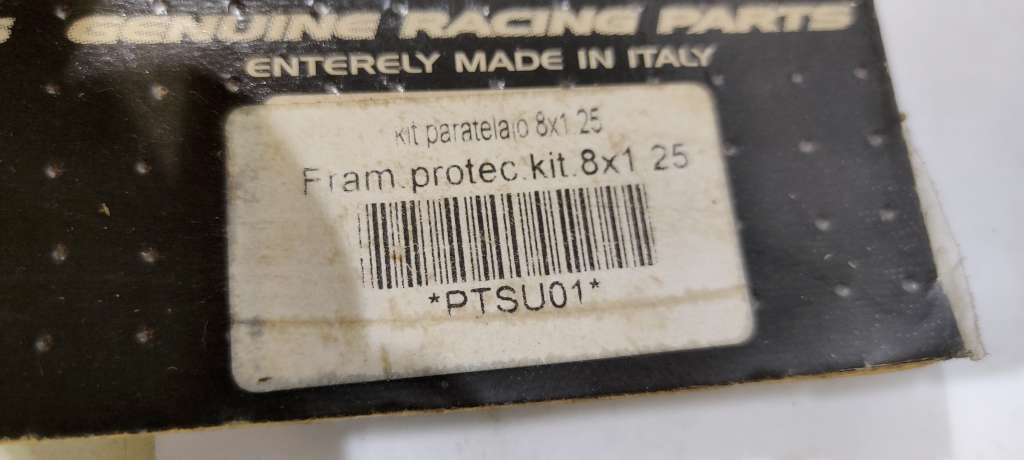 GENUINE RACING PARTS
ENTERELY MADE IN ITALY
Kit paratelaio 8x1 25
Fram.protec.kit.8x1 25
*PTSU01*